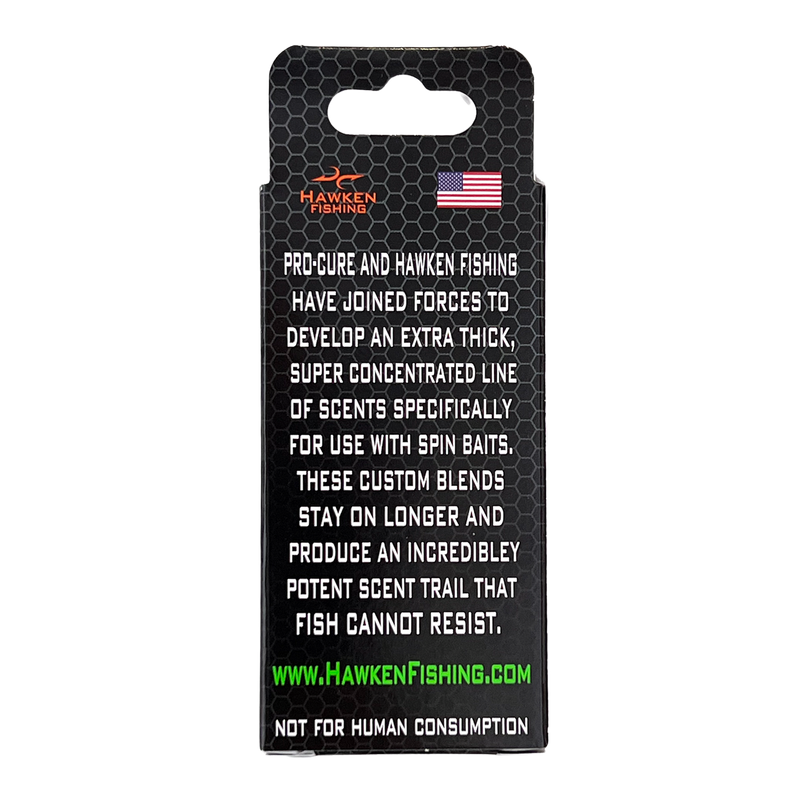 HAWKEN
FISHING
PRO-CURE AND HAWKEN FISHING
HAVE JOINED FORCES TO
DEVELOP AN EXTRA THICK,
SUPER CONCENTRATED LINE
OF SCENTS SPECIFICALLY
FOR USE WITH SPIN BAITS.
THESE CUSTOM BLENDS
STAY ON LONGER AND
PRODUCE AN INCREDIBLEY
POTENT SCENT TRAIL THAT
FISH CANNOT RESIST.
WWW.HAWKENFISHING.COM
NOT FOR HUMAN CONSUMPTION